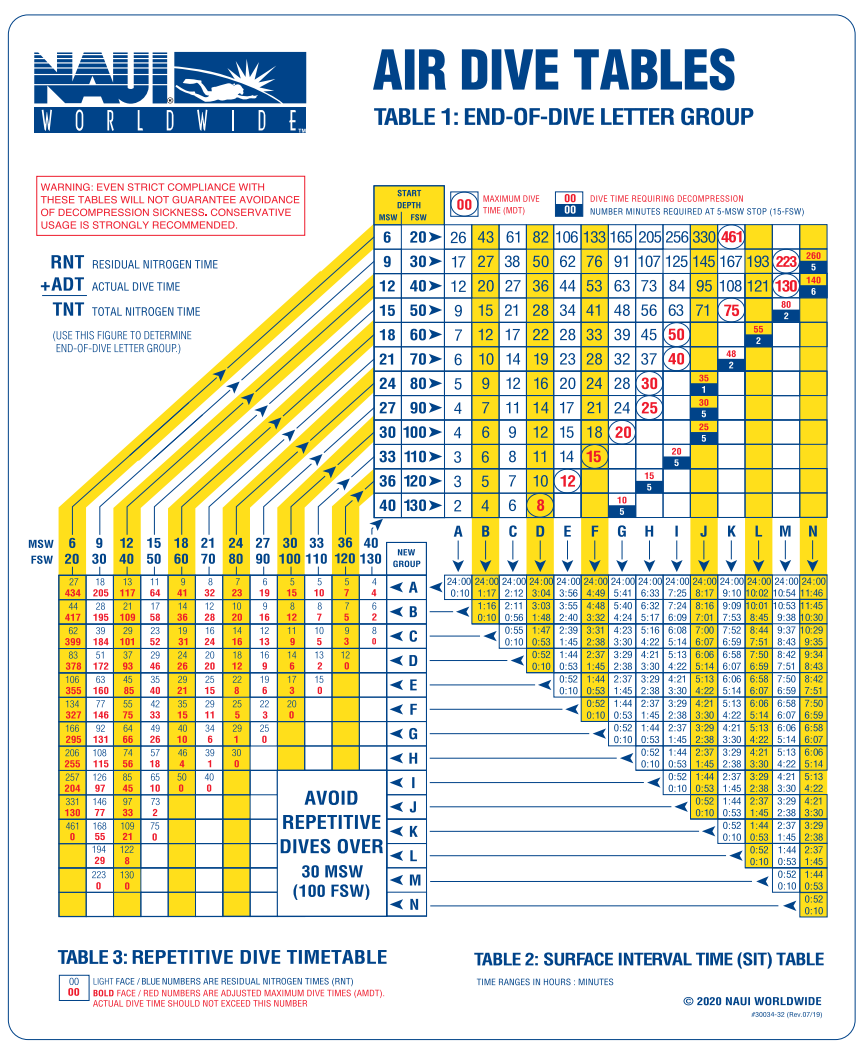 NAUI
WORLDWIDE™
AIR DIVE TABLES
TABLE 1: END-OF-DIVE LETTER GROUP
WARNING: EVEN STRICT COMPLIANCE WITH
THESE TABLES WILL NOT GUARANTEE AVOIDANCE
OF DECOMPRESSION SICKNESS. CONSERVATIVE
USAGE IS STRONGLY RECOMMENDED.
RNT RESIDUAL NITROGEN TIME
+ADT ACTUAL DIVE TIME
TNT TOTAL NITROGEN TIME
(USE THIS FIGURE TO DETERMINE
END-OF-DIVE LETTER GROUP.)
START
DEPTH
MSW FSW
00 MAXIMUM DIVE
TIME (MDT)
00 DIVE TIME REQUIRING DECOMPRESSION
00 NUMBER MINUTES REQUIRED AT 5-MSW STOP (15-FSW)
6 20 26 43 61 82 106 133 165 205 256 330 461
9 30 17 27 38 50 62 76 91 107 125 145 167 193 223 260 5
12 40 12 20 27 36 44 53 63 73 84 95 108 121 130 140 6
15 50 9 15 21 28 34 41 48 56 63 71 75 80 2
18 60 7 12 17 22 28 33 39 45 50 55 2
21 70 6 10 14 19 23 28 32 37 40 48 2
24 80 5 9 12 16 20 24 28 30 35 1
27 90 4 7 11 14 17 21 24 25 30 5
30 100 4 6 9 12 15 18 20 25 5
33 110 3 6 8 11 14 15 20 5
36 120 3 5 7 10 12 15 5
40 130 2 4 6 8 10 5
A B C D E F G H I J K L M N
MSW 6 9 12 15 18 21 24 27 30 33 36 40
FSW 20 30 40 50 60 70 80 90 100 110 120 130
NEW
GROUP
27 18 13 11 9 8 7 6 5 5 5 4 A 24:00 24:00 24:00 24:00 24:00 24:00 24:00 24:00 24:00 24:00 24:00 24:00 24:00 24:00
434 205 117 64 41 32 23 19 15 10 7 4 0:10 1:17 2:12 3:04 3:56 4:49 5:41 6:33 7:25 8:17 9:10 10:02 10:54 11:46
44 28 21 17 14 12 10 9 8 8 7 6 B 1:16 2:11 3:03 3:55 4:48 5:40 6:32 7:24 8:16 9:09 10:01 10:53 11:45
417 195 109 58 36 28 20 16 12 7 5 2 0:10 0:56 1:48 2:40 3:32 4:24 5:17 6:09 7:01 7:53 8:45 9:38 10:30
62 39 29 23 19 16 14 12 11 10 9 8 C 0:55 1:47 2:39 3:31 4:23 5:16 6:08 7:00 7:52 8:44 9:37 10:29
399 184 101 52 31 24 16 13 9 5 3 0 0:10 0:53 1:45 2:38 3:30 4:22 5:14 6:07 6:59 7:51 8:43 9:35
83 51 37 29 24 20 18 16 14 13 12 D 0:52 1:44 2:37 3:29 4:21 5:13 6:06 6:58 7:50 8:42 9:34
378 172 93 46 26 20 12 9 6 2 0 0:10 0:53 1:45 2:38 3:30 4:22 5:14 6:07 6:59 7:51 8:43
106 63 45 35 29 25 22 19 17 15 E 0:52 1:44 2:37 3:29 4:21 5:13 6:06 6:58 7:50 8:42
355 160 85 40 21 15 8 6 3 0 0:10 0:53 1:45 2:38 3:30 4:22 5:14 6:07 6:59 7:51
134 77 55 42 35 29 25 22 20 F 0:52 1:44 2:37 3:29 4:21 5:13 6:06 6:58 7:50
327 146 75 33 15 11 5 3 0 0:10 0:53 1:45 2:38 3:30 4:22 5:14 6:07 6:59
166 92 64 49 40 34 29 25 G 0:52 1:44 2:37 3:29 4:21 5:13 6:06 6:58
295 131 66 26 10 6 1 0 0:10 0:53 1:45 2:38 3:30 4:22 5:14 6:07
206 108 74 57 46 39 30 H 0:52 1:44 2:37 3:29 4:21 5:13 6:06
255 115 56 18 4 1 0 0:10 0:53 1:45 2:38 3:30 4:22 5:14
257 126 85 65 50 40 I 0:52 1:44 2:37 3:29 4:21 5:13
204 97 45 10 0 0 0:10 0:53 1:45 2:38 3:30 4:22
331 146 97 73 J 0:52 1:44 2:37 3:29 4:21
130 77 33 2 0:10 0:53 1:45 2:38 3:30
461 168 109 75 K 0:52 1:44 2:37 3:29
0 55 21 0 0:10 0:53 1:45 2:38
194 122 L 0:52 1:44 2:37
29 8 0:10 0:53 1:45
223 130 M 0:52 1:44
0 0 0:10 0:53
N 0:52
0:10
AVOID
REPETITIVE
DIVES OVER
30 MSW
(100 FSW)
TABLE 3: REPETITIVE DIVE TIMETABLE
00 LIGHT FACE / BLUE NUMBERS ARE RESIDUAL NITROGEN TIMES (RNT)
00 BOLD FACE / RED NUMBERS ARE ADJUSTED MAXIMUM DIVE TIMES (AMDT).
ACTUAL DIVE TIME SHOULD NOT EXCEED THIS NUMBER
TABLE 2: SURFACE INTERVAL TIME (SIT) TABLE
TIME RANGES IN HOURS : MINUTES
© 2020 NAUI WORLDWIDE
#30034-32 (Rev.07/19)